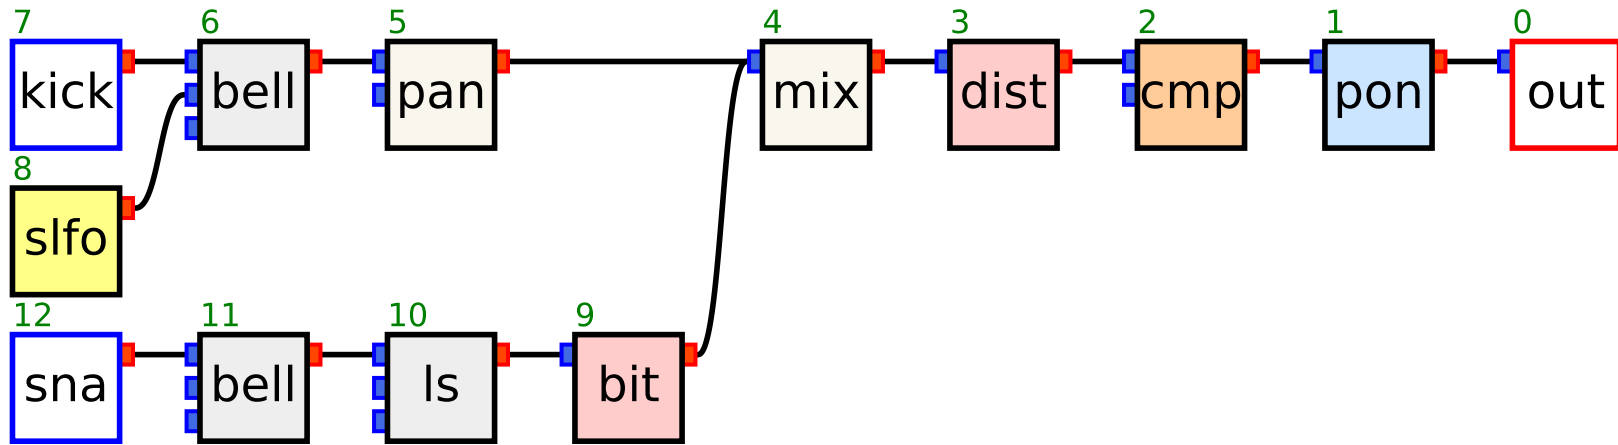 7 6 5 4 3 2 1 0
kick bell pan mix dist cmp pon out
8
slfo
12 11 10 9
sna bell ls bit